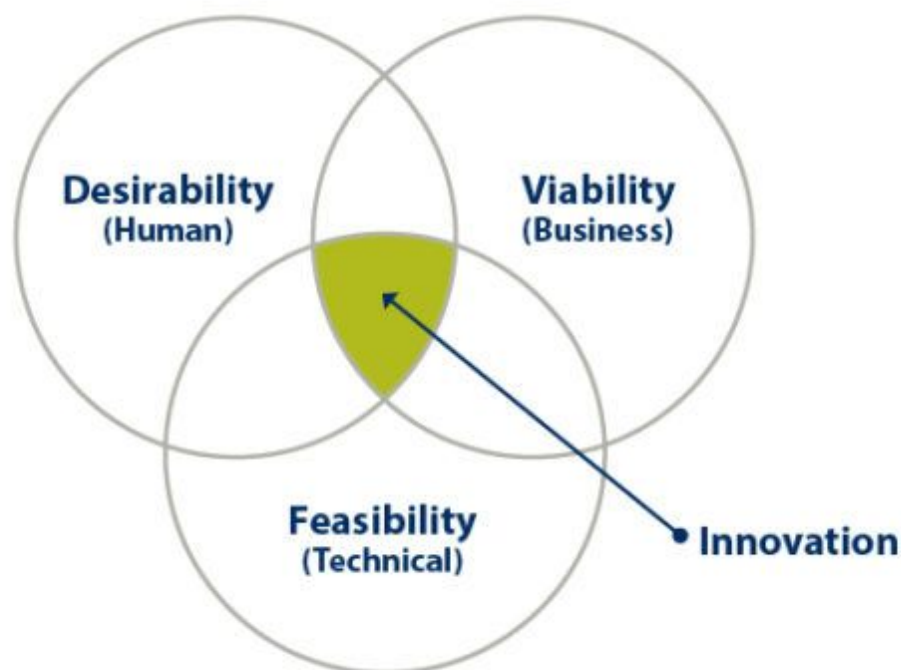 Desirability
(Human)
Viability
(Business)
Feasibility
(Technical)
Innovation